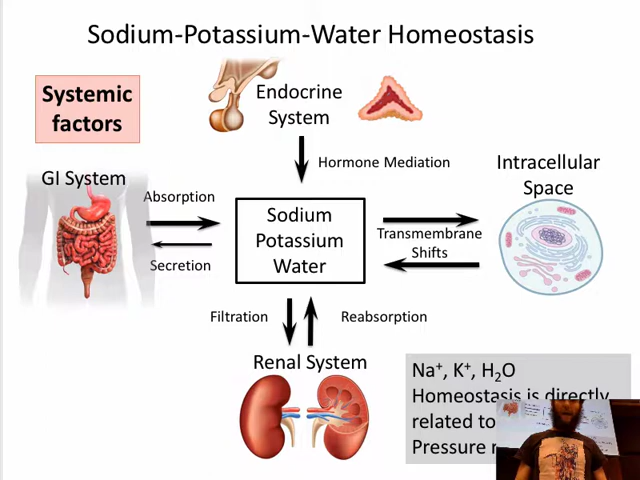 Sodium-Potassium-Water Homeostasis
Systemic
factors
Endocrine
System
Hormone Mediation
GI System
Intracellular
Space
Absorption
Secretion
Sodium
Potassium
Water
Transmembrane
Shifts
Filtration
Reabsorption
Renal System
Na⁺, K⁺, H₂O
Homeostasis is directly
related to
Pressure